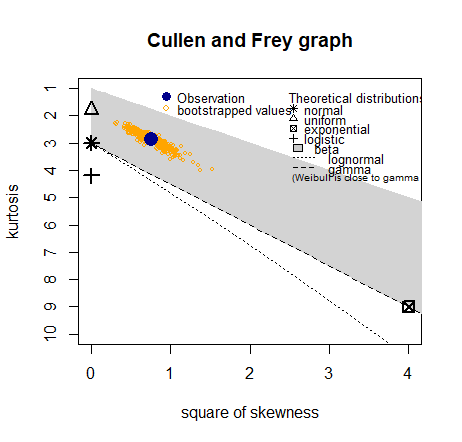 Cullen and Frey graph
Observation
bootstrapped values
Theoretical distributions
normal
uniform
exponential
logistic
beta
lognormal
gamma
(Weibull is close to gamma
kurtosis
1
2
3
4
5
6
7
8
9
10
0
1
2
3
4
square of skewness